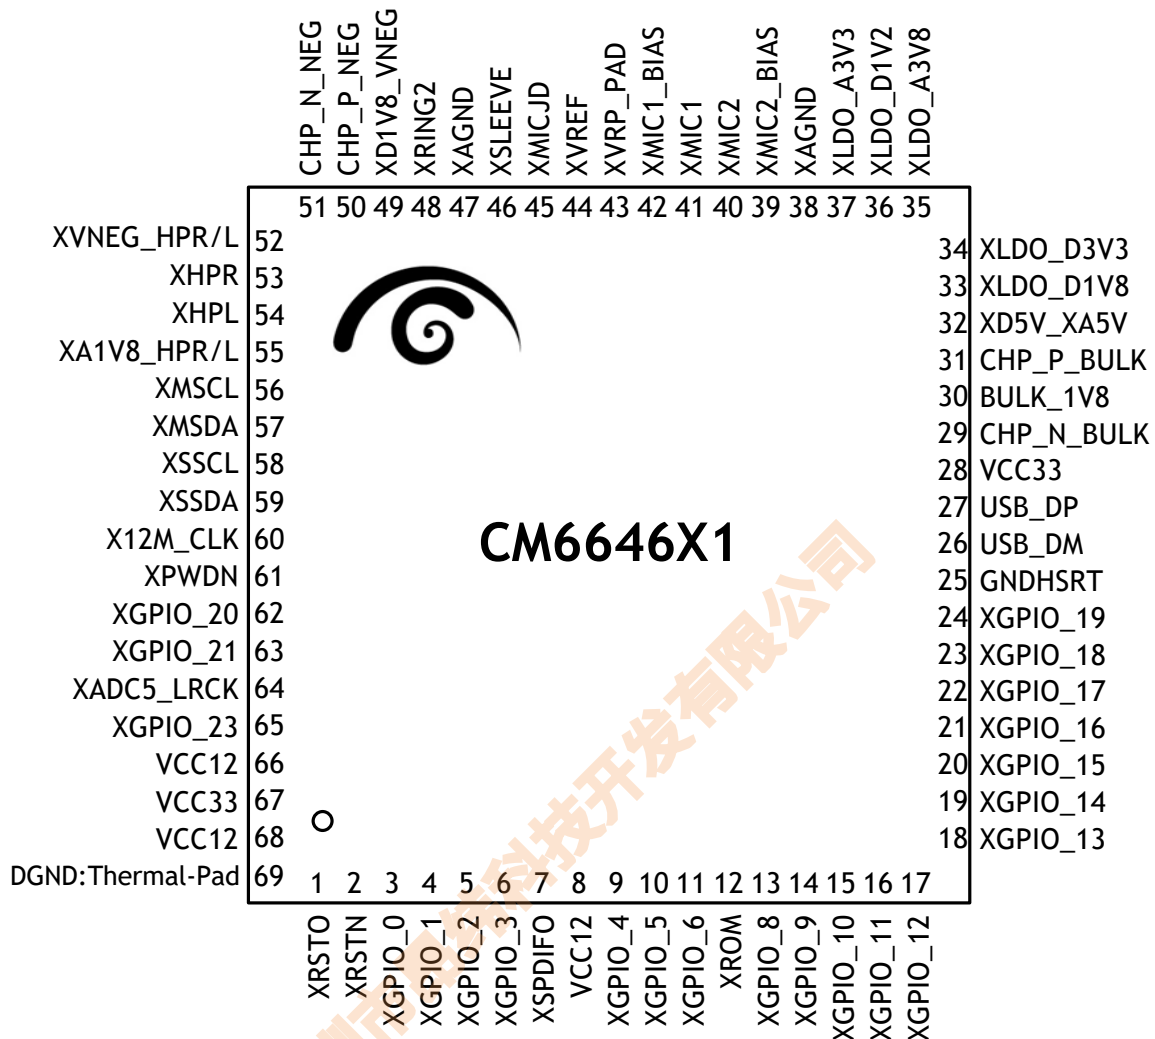 CHP_N_NEG
CHP_P_NEG
XD1V8_VNEG
XRING2
XAGND
XSLEEVE
XMICJD
XVREF
XVRP_PAD
XMIC1_BIAS
XMIC1
XMIC2
XMIC2_BIAS
XAGND
XLDO_A3V3
XLDO_D1V2
XLDO_A3V8
51 50 49 48 47 46 45 44 43 42 41 40 39 38 37 36 35
XVNEG_HPR/L 52
XHPR 53
XHPL 54
XA1V8_HPR/L 55
XMSCL 56
XMSDA 57
XSSCL 58
XSSDA 59
X12M_CLK 60
XPWDN 61
XGPIO_20 62
XGPIO_21 63
XADC5_LRCK 64
XGPIO_23 65
VCC12 66
VCC33 67
VCC12 68
DGND:Thermal-Pad 69
CM6646X1
34 XLDO_D3V3
33 XLDO_D1V8
32 XD5V_XA5V
31 CHP_P_BULK
30 BULK_1V8
29 CHP_N_BULK
28 VCC33
27 USB_DP
26 USB_DM
25 GNDHSRT
24 XGPIO_19
23 XGPIO_18
22 XGPIO_17
21 XGPIO_16
20 XGPIO_15
19 XGPIO_14
18 XGPIO_13
1 2 3 4 5 6 7 8 9 10 11 12 13 14 15 16 17
XRSTO
XRSTN
XGPIO_0
XGPIO_1
XGPIO_2
XGPIO_3
XSPDIFO
VCC12
XGPIO_4
XGPIO_5
XGPIO_6
XROM
XGPIO_8
XGPIO_9
XGPIO_10
XGPIO_11
XGPIO_12
科技开发有限公司